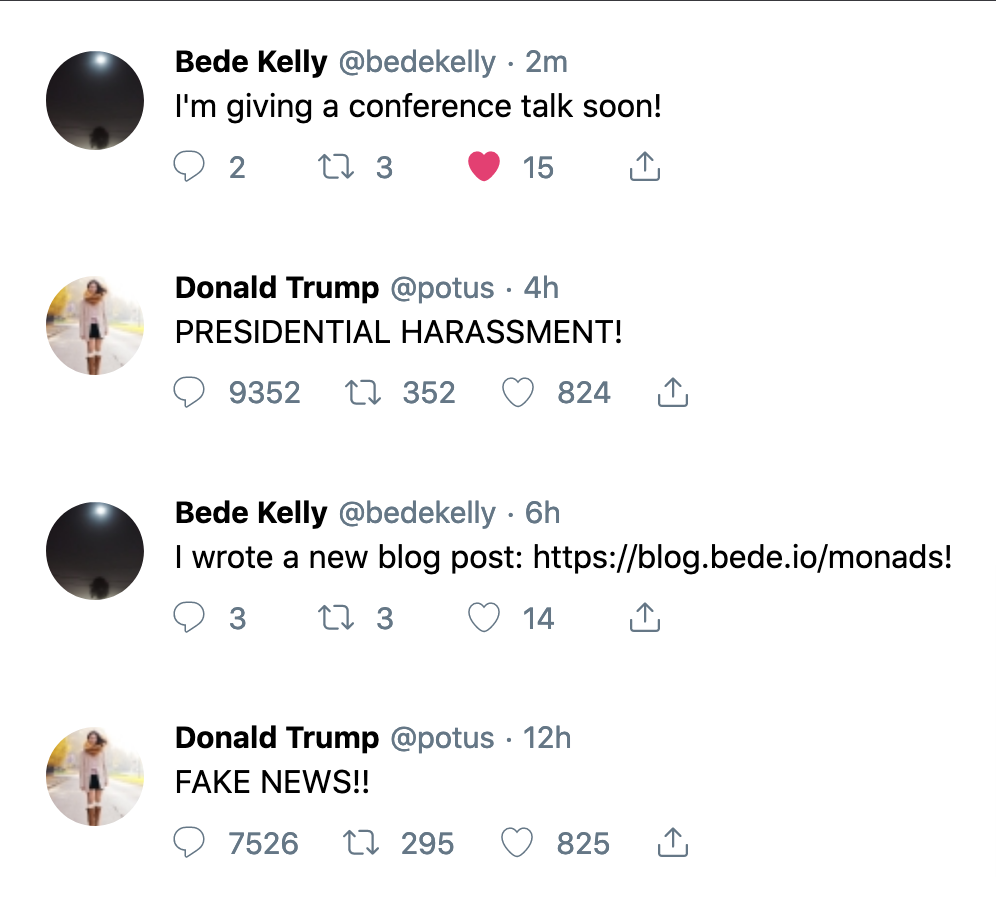 Bede Kelly @bedekelly · 2m
I'm giving a conference talk soon!
2 3 15
Donald Trump @potus · 4h
PRESIDENTIAL HARASSMENT!
9352 352 824
Bede Kelly @bedekelly · 6h
I wrote a new blog post: https://blog.bede.io/monads!
3 3 14
Donald Trump @potus · 12h
FAKE NEWS!!
7526 295 825